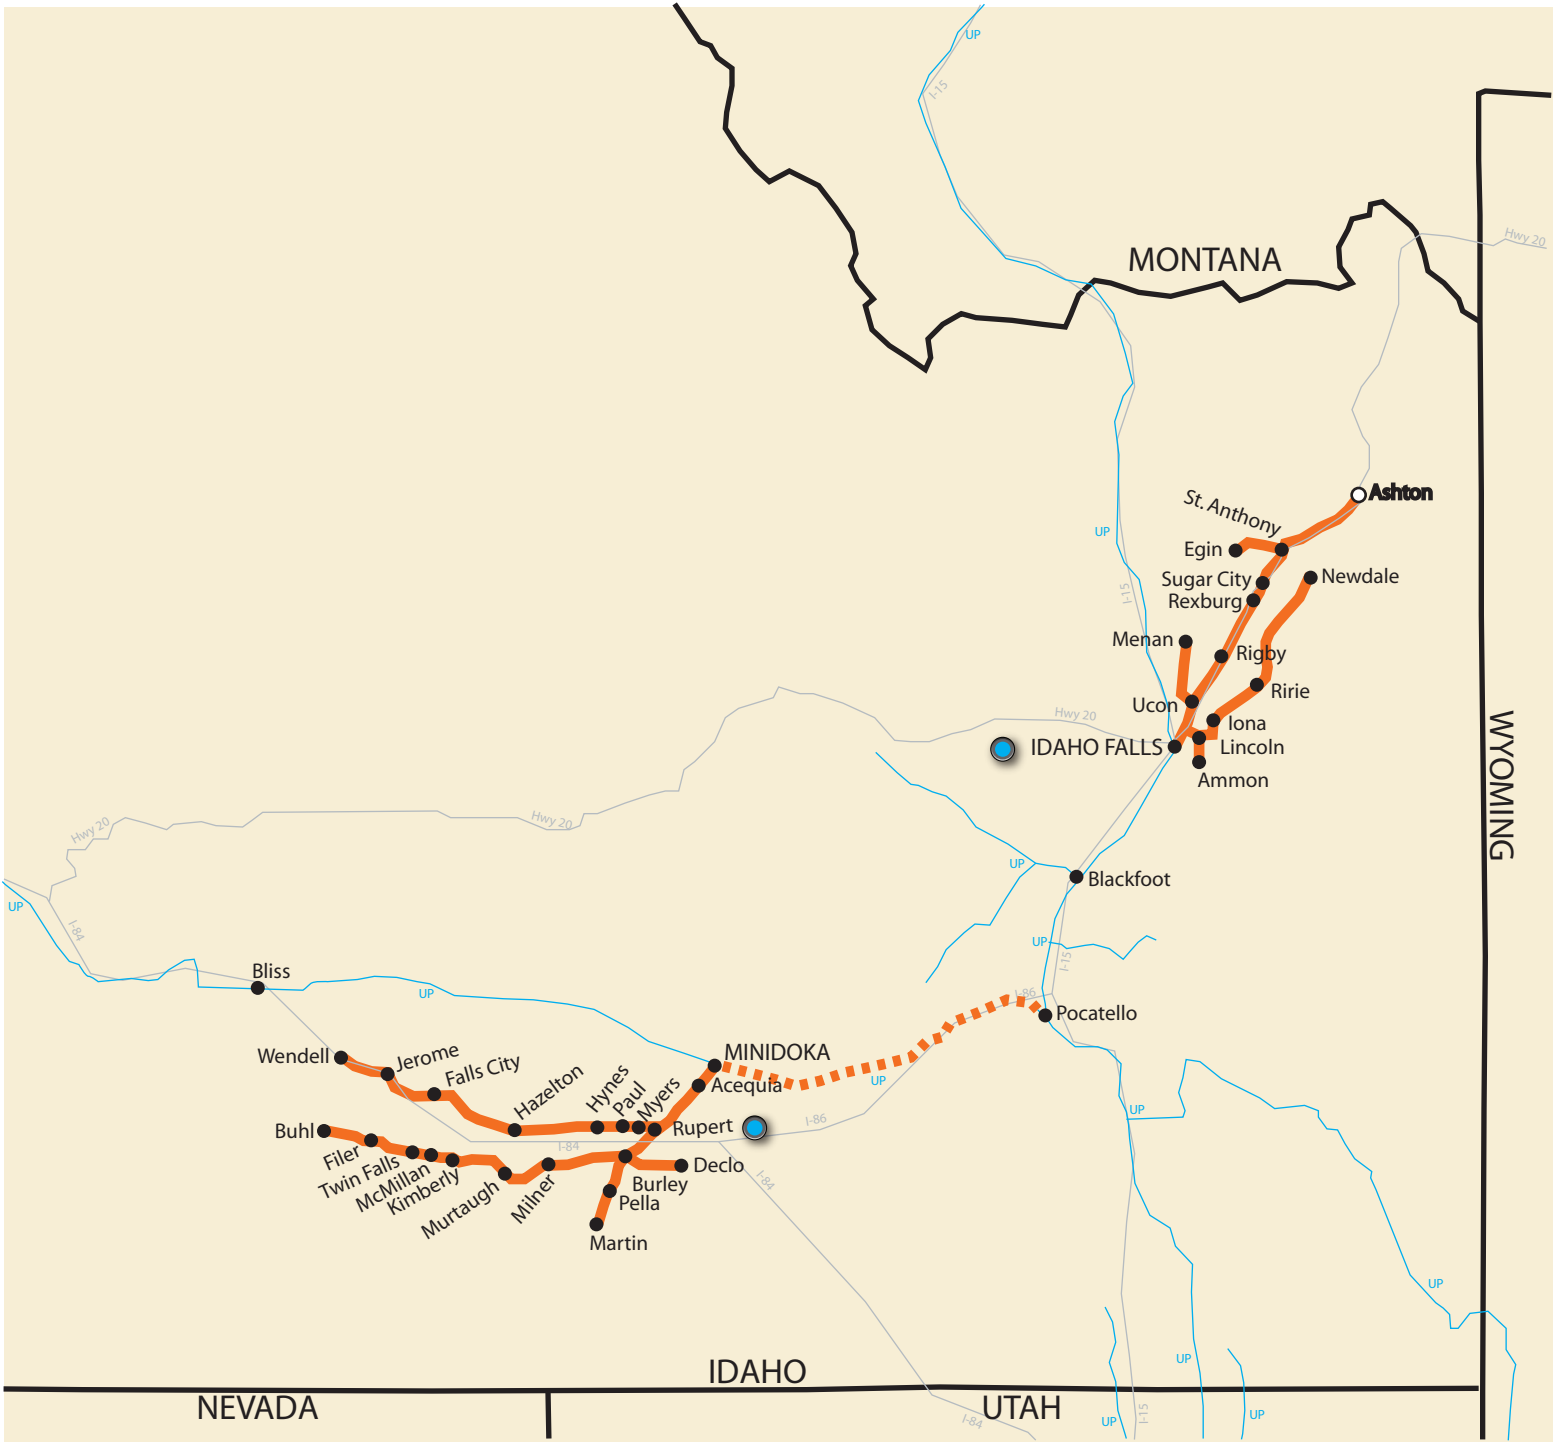 UP
I-15
Hwy 20
MONTANA
Ashton
St. Anthony
UP
Egin
Newdale
Sugar City
I-15
Rexburg
Menan
Rigby
Ririe
Ucon
Hwy 20
Iona
IDAHO FALLS
Lincoln
Ammon
WYOMING
Hwy 20
Hwy 20
UP
Blackfoot
UP
I-84
UP
I-15
Bliss
UP
I-86
Pocatello
Wendell
Jerome
Falls City
MINIDOKA
Hazelton
Hynes
Paul
Myers
Acequia
UP
UP
Buhl
Rupert
I-86
Filer
Twin Falls
McMillan
Kimberly
Murtaugh
Milner
I-84
Declo
Burley
Pella
I-84
Martin
UP
UP
IDAHO
NEVADA
UTAH
I-84
UP
I-15
UP